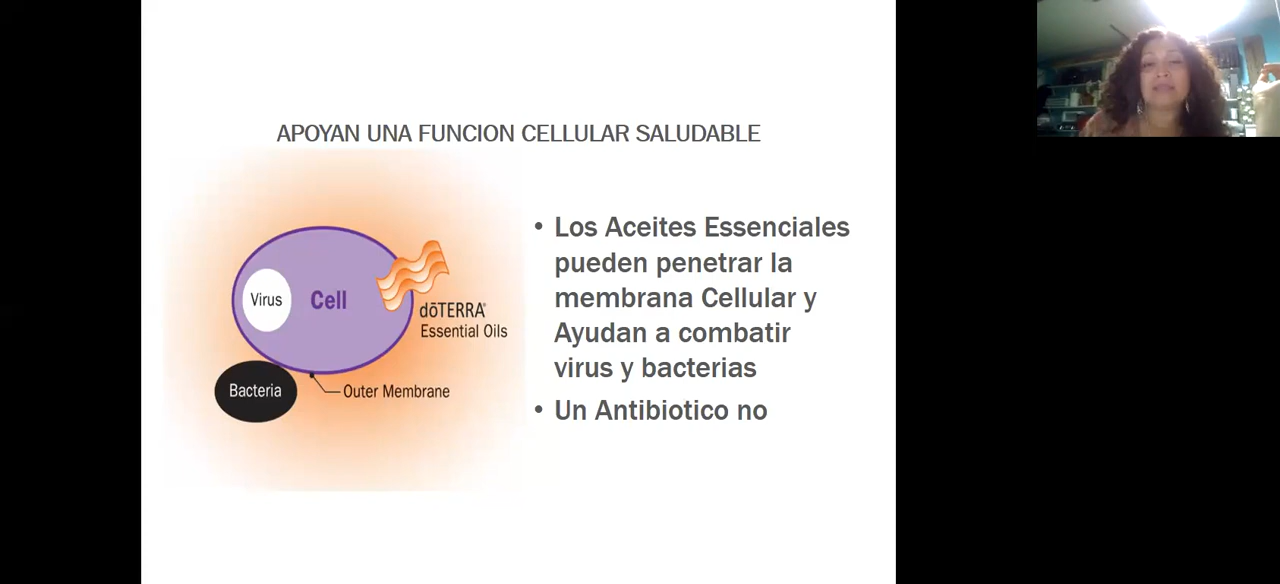 APOYAN UNA FUNCION CELLULAR SALUDABLE
Virus
Cell
dōTERRA®
Essential Oils
Bacteria
Outer Membrane
• Los Aceites Essenciales
pueden penetrar la
membrana Cellular y
Ayudan a combatir
virus y bacterias
• Un Antibiotico no